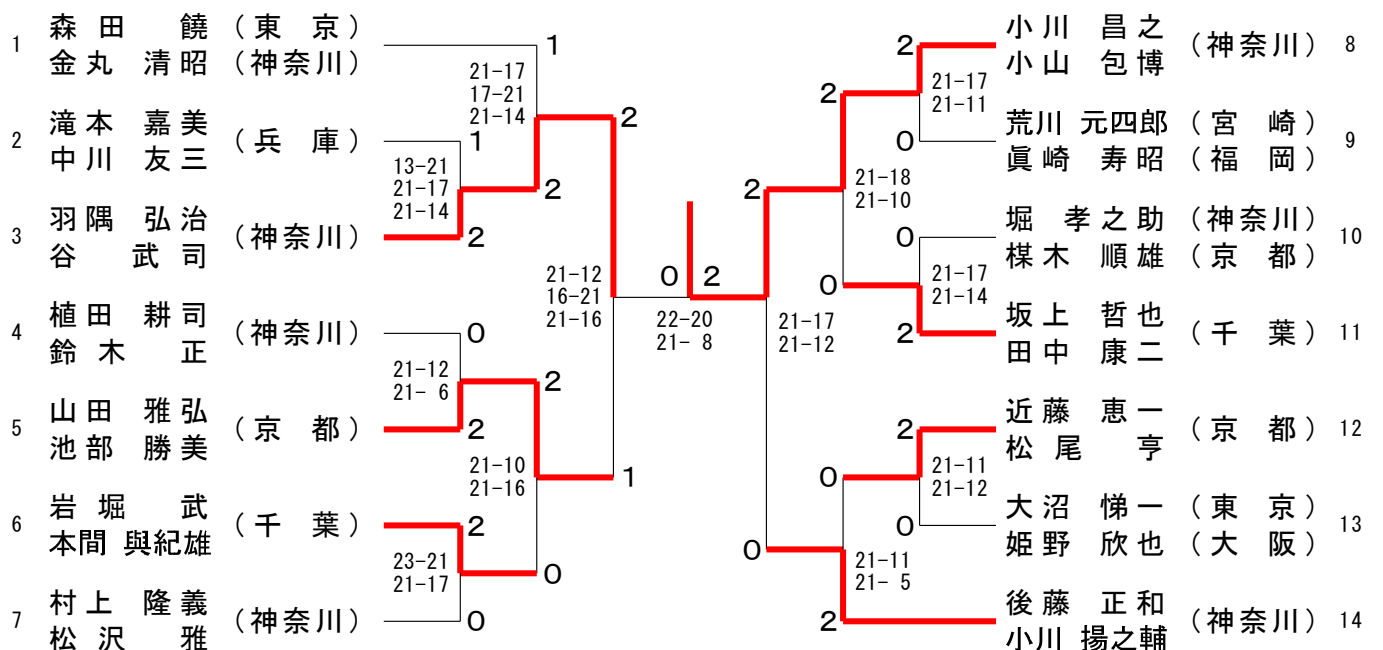 1 森田 饒 (東京)
金丸 清昭 (神奈川)
2 滝本 嘉美 (兵庫)
中川 友三
3 羽隅 弘治 (神奈川)
谷 武司
4 植田 耕司 (神奈川)
鈴木 正
5 山田 雅弘 (京都)
池部 勝美
6 岩堀 武 (千葉)
本間 與紀雄
7 村上 隆義 (神奈川)
松沢 雅
1
21-17
17-21
21-14
2
1
13-21
21-17
21-14
2
2
21-12
16-21
21-16
0
21-12
21- 6
2
2
21-10
21-16
1
2
23-21
21-17
0
0
0 2
22-20
21- 8
2
21-17
21-12
0
2
21-18
21-10
0
2
21-17
21-11
0
0
21-17
21-14
2
2
21-11
21-12
0
0
21-11
21- 5
2
小川 昌之 (神奈川) 8
小山 包博
荒川 元四郎 (宮崎) 9
眞崎 寿昭 (福岡)
堀 孝之助 (神奈川) 10
楳木 順雄 (京都)
坂上 哲也 (千葉) 11
田中 康二
近藤 恵一 (京都) 12
松尾 亨
大沼 悌一 (東京) 13
姫野 欣也 (大阪)
後藤 正和 (神奈川) 14
小川 揚之輔